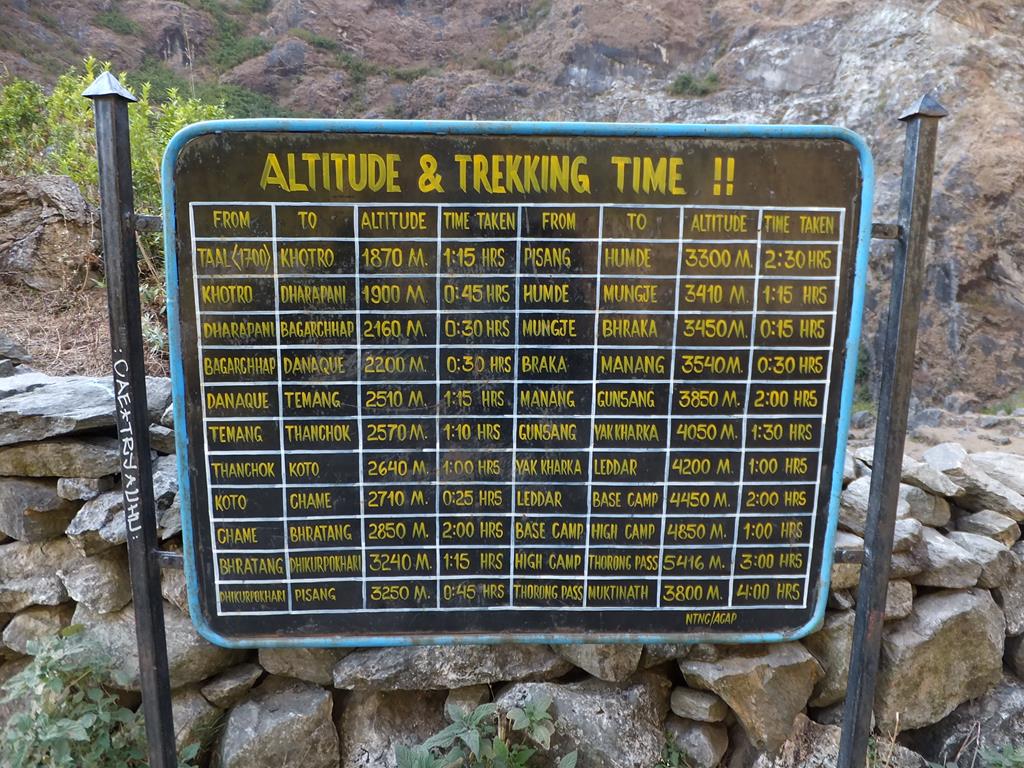 ALTITUDE & TREKKING TIME !!
FROM TO ALTITUDE TIME TAKEN FROM TO ALTITUDE TIME TAKEN
TAAL (1700) KHOTRO 1870 M. 1:15 HRS PISANG HUMDE 3300 M. 2:30 HRS
KHOTRO DHARAPANI 1900 M. 0:45 HRS HUMDE MUNGJE 3410 M. 1:15 HRS
DHARAPANI BAGARCHHAP 2160 M. 0:30 HRS MUNGJE BHRAKA 3450 M. 0:15 HRS
BAGARCHHAP DANAQUE 2200 M. 0:30 HRS BRAKA MANANG 3540 M. 0:30 HRS
DANAQUE TEMANG 2510 M. 1:15 HRS MANANG GUNSANG 3850 M. 2:00 HRS
TEMANG THANCHOK 2570 M. 1:10 HRS GUNSANG YAK KHARKA 4050 M. 1:30 HRS
THANCHOK KOTO 2640 M. 1:00 HRS YAK KHARKA LEDDAR 4200 M. 1:00 HRS
KOTO CHAME 2710 M. 0:25 HRS LEDDAR BASE CAMP 4450 M. 2:00 HRS
CHAME BHRATANG 2850 M. 2:00 HRS BASE CAMP HIGH CAMP 4850 M. 1:00 HRS
BHRATANG DHIKURPOKHARI 3240 M. 1:15 HRS HIGH CAMP THORONG PASS 5416 M. 3:00 HRS
DHIKURPOKHARI PISANG 3250 M. 0:45 HRS THORONG PASS MUKTINATH 3800 M. 4:00 HRS
NTNC/ACAP